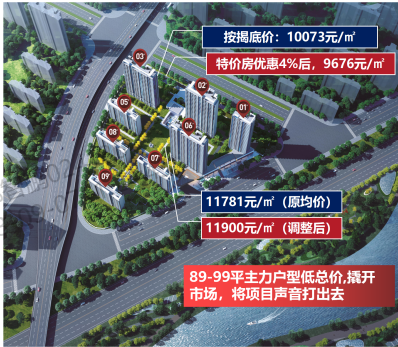 按揭底价：10073元/㎡
特价房优惠4%后，9676元/㎡
03
02
01
05
06
08
07
09
11781元/㎡（原均价）
11900元/㎡（调整后）
89-99平主力户型低总价,撬开
市场，将项目声音打出去